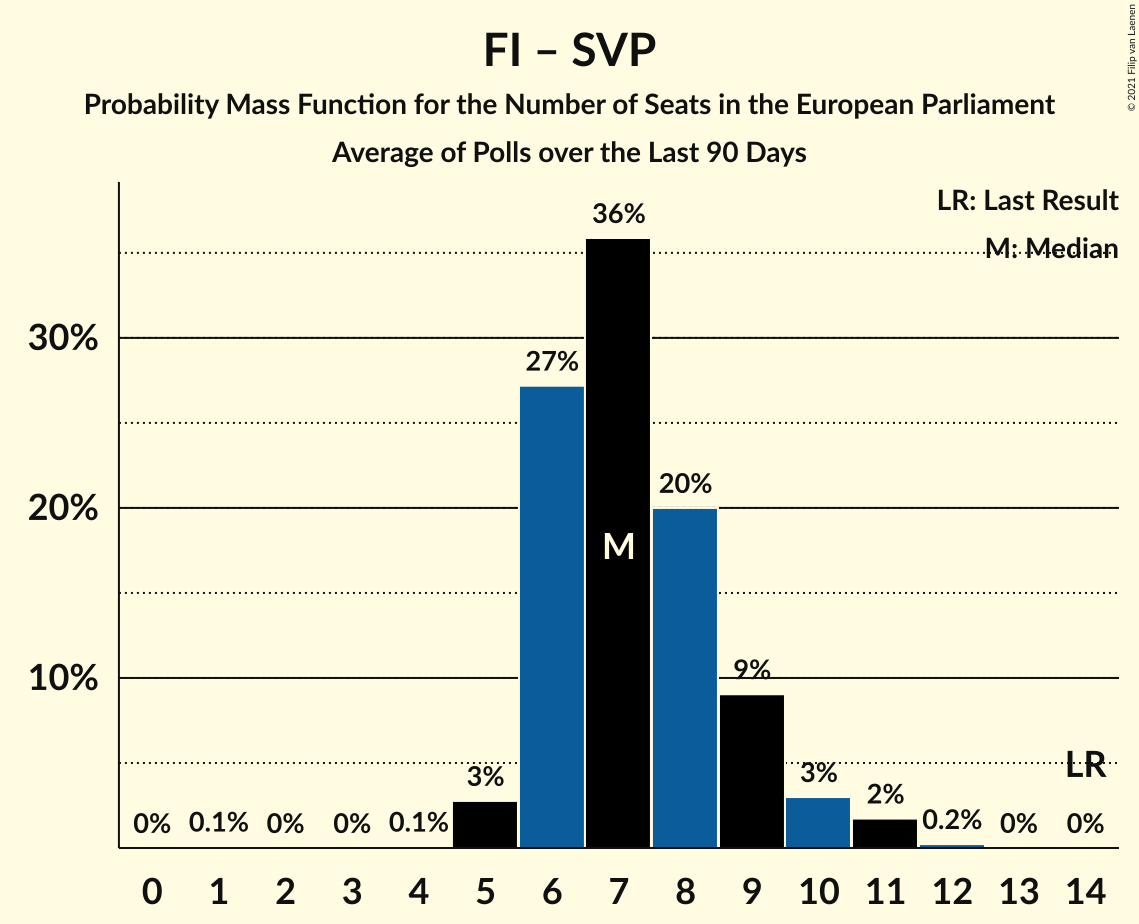 FI – SVP
Probability Mass Function for the Number of Seats in the European Parliament
Average of Polls over the Last 90 Days
© 2021 Filip van Laenen
LR: Last Result
M: Median
36%
30%
27%
20%
20%
M
10%
9%
LR
3%
3%
2%
0% 0.1% 0% 0% 0.1% 0.2% 0% 0%
0 1 2 3 4 5 6 7 8 9 10 11 12 13 14